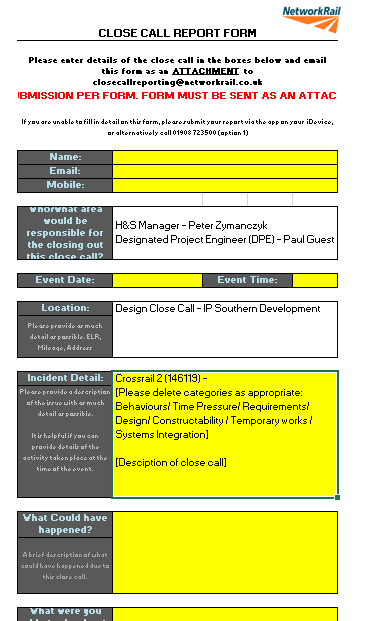 NetworkRail
CLOSE CALL REPORT FORM
Please enter details of the close call in the boxes below and email
this form as an ATTACHMENT to
closecallreporting@networkrail.co.uk
BMISSION PER FORM. FORM MUST BE SENT AS AN ATTAC
If you are unable to fill in detail on this form, please submit your report via the app on your iDevice,
or alternatively call 01908 723500 (option 1)
Name:
Email:
Mobile:
Who/what area
would be
responsible for
the closing out
this close call?
H&S Manager - Peter Zymanczyk
Designated Project Engineer (DPE) - Paul Guest
Event Date:
Event Time:
Location:
Please provide as much
detail as possible. ELR,
Mileage, Address
Design Close Call - IP Southern Development
Incident Detail:
Please provide a description
of the issue with as much
detail as possible.
It is helpful if you can
provide details of the
activity taken place at the
time of the event.
Crossrail 2 (146119) -
[Please delete categories as appropriate:
Behaviours/ Time Pressure/ Requirements/
Design/ Constructability / Temporary works /
Systems Integration]
[Desciption of close call]
What Could have
happened?
A brief description of what
could have happened due to
this close call.
What were you